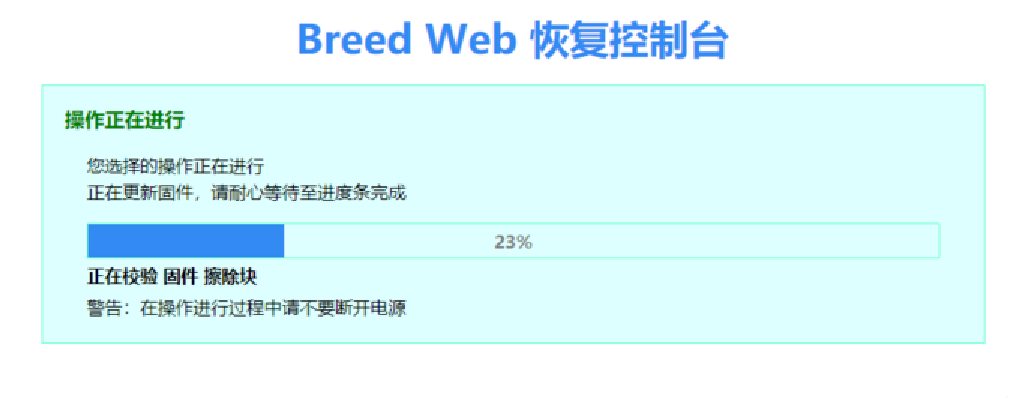 Breed Web 恢复控制台
操作正在进行
您选择的操作正在进行
正在更新固件，请耐心等待至进度条完成
23%
正在校验 固件 擦除块
警告：在操作进行过程中请不要断开电源